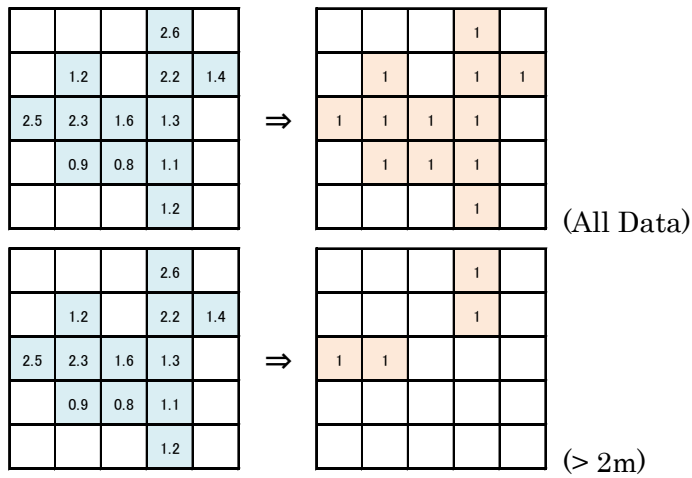 2.6 1
1.2 2.2 1.4 1 1 1
2.5 2.3 1.6 1.3 ⇒ 1 1 1 1
0.9 0.8 1.1 1 1 1
1.2 1 (All Data)
2.6 1
1.2 2.2 1.4 1
2.5 2.3 1.6 1.3 ⇒ 1 1
0.9 0.8 1.1
1.2 (> 2m)